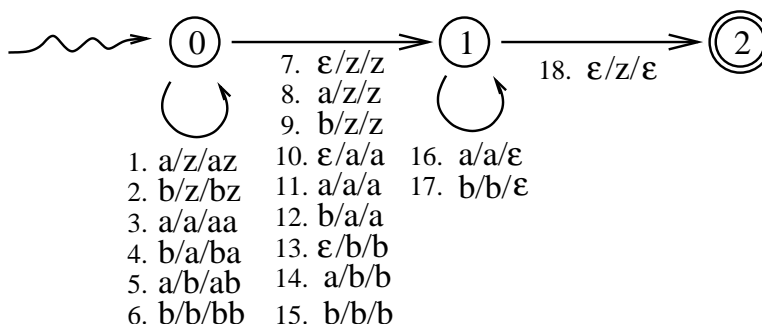 0
1
2
7. ε/z/z
8. a/z/z
9. b/z/z
10. ε/a/a
11. a/a/a
12. b/a/a
13. ε/b/b
14. a/b/b
15. b/b/b
18. ε/z/ε
1. a/z/az
2. b/z/bz
3. a/a/aa
4. b/a/ba
5. a/b/ab
6. b/b/bb
16. a/a/ε
17. b/b/ε